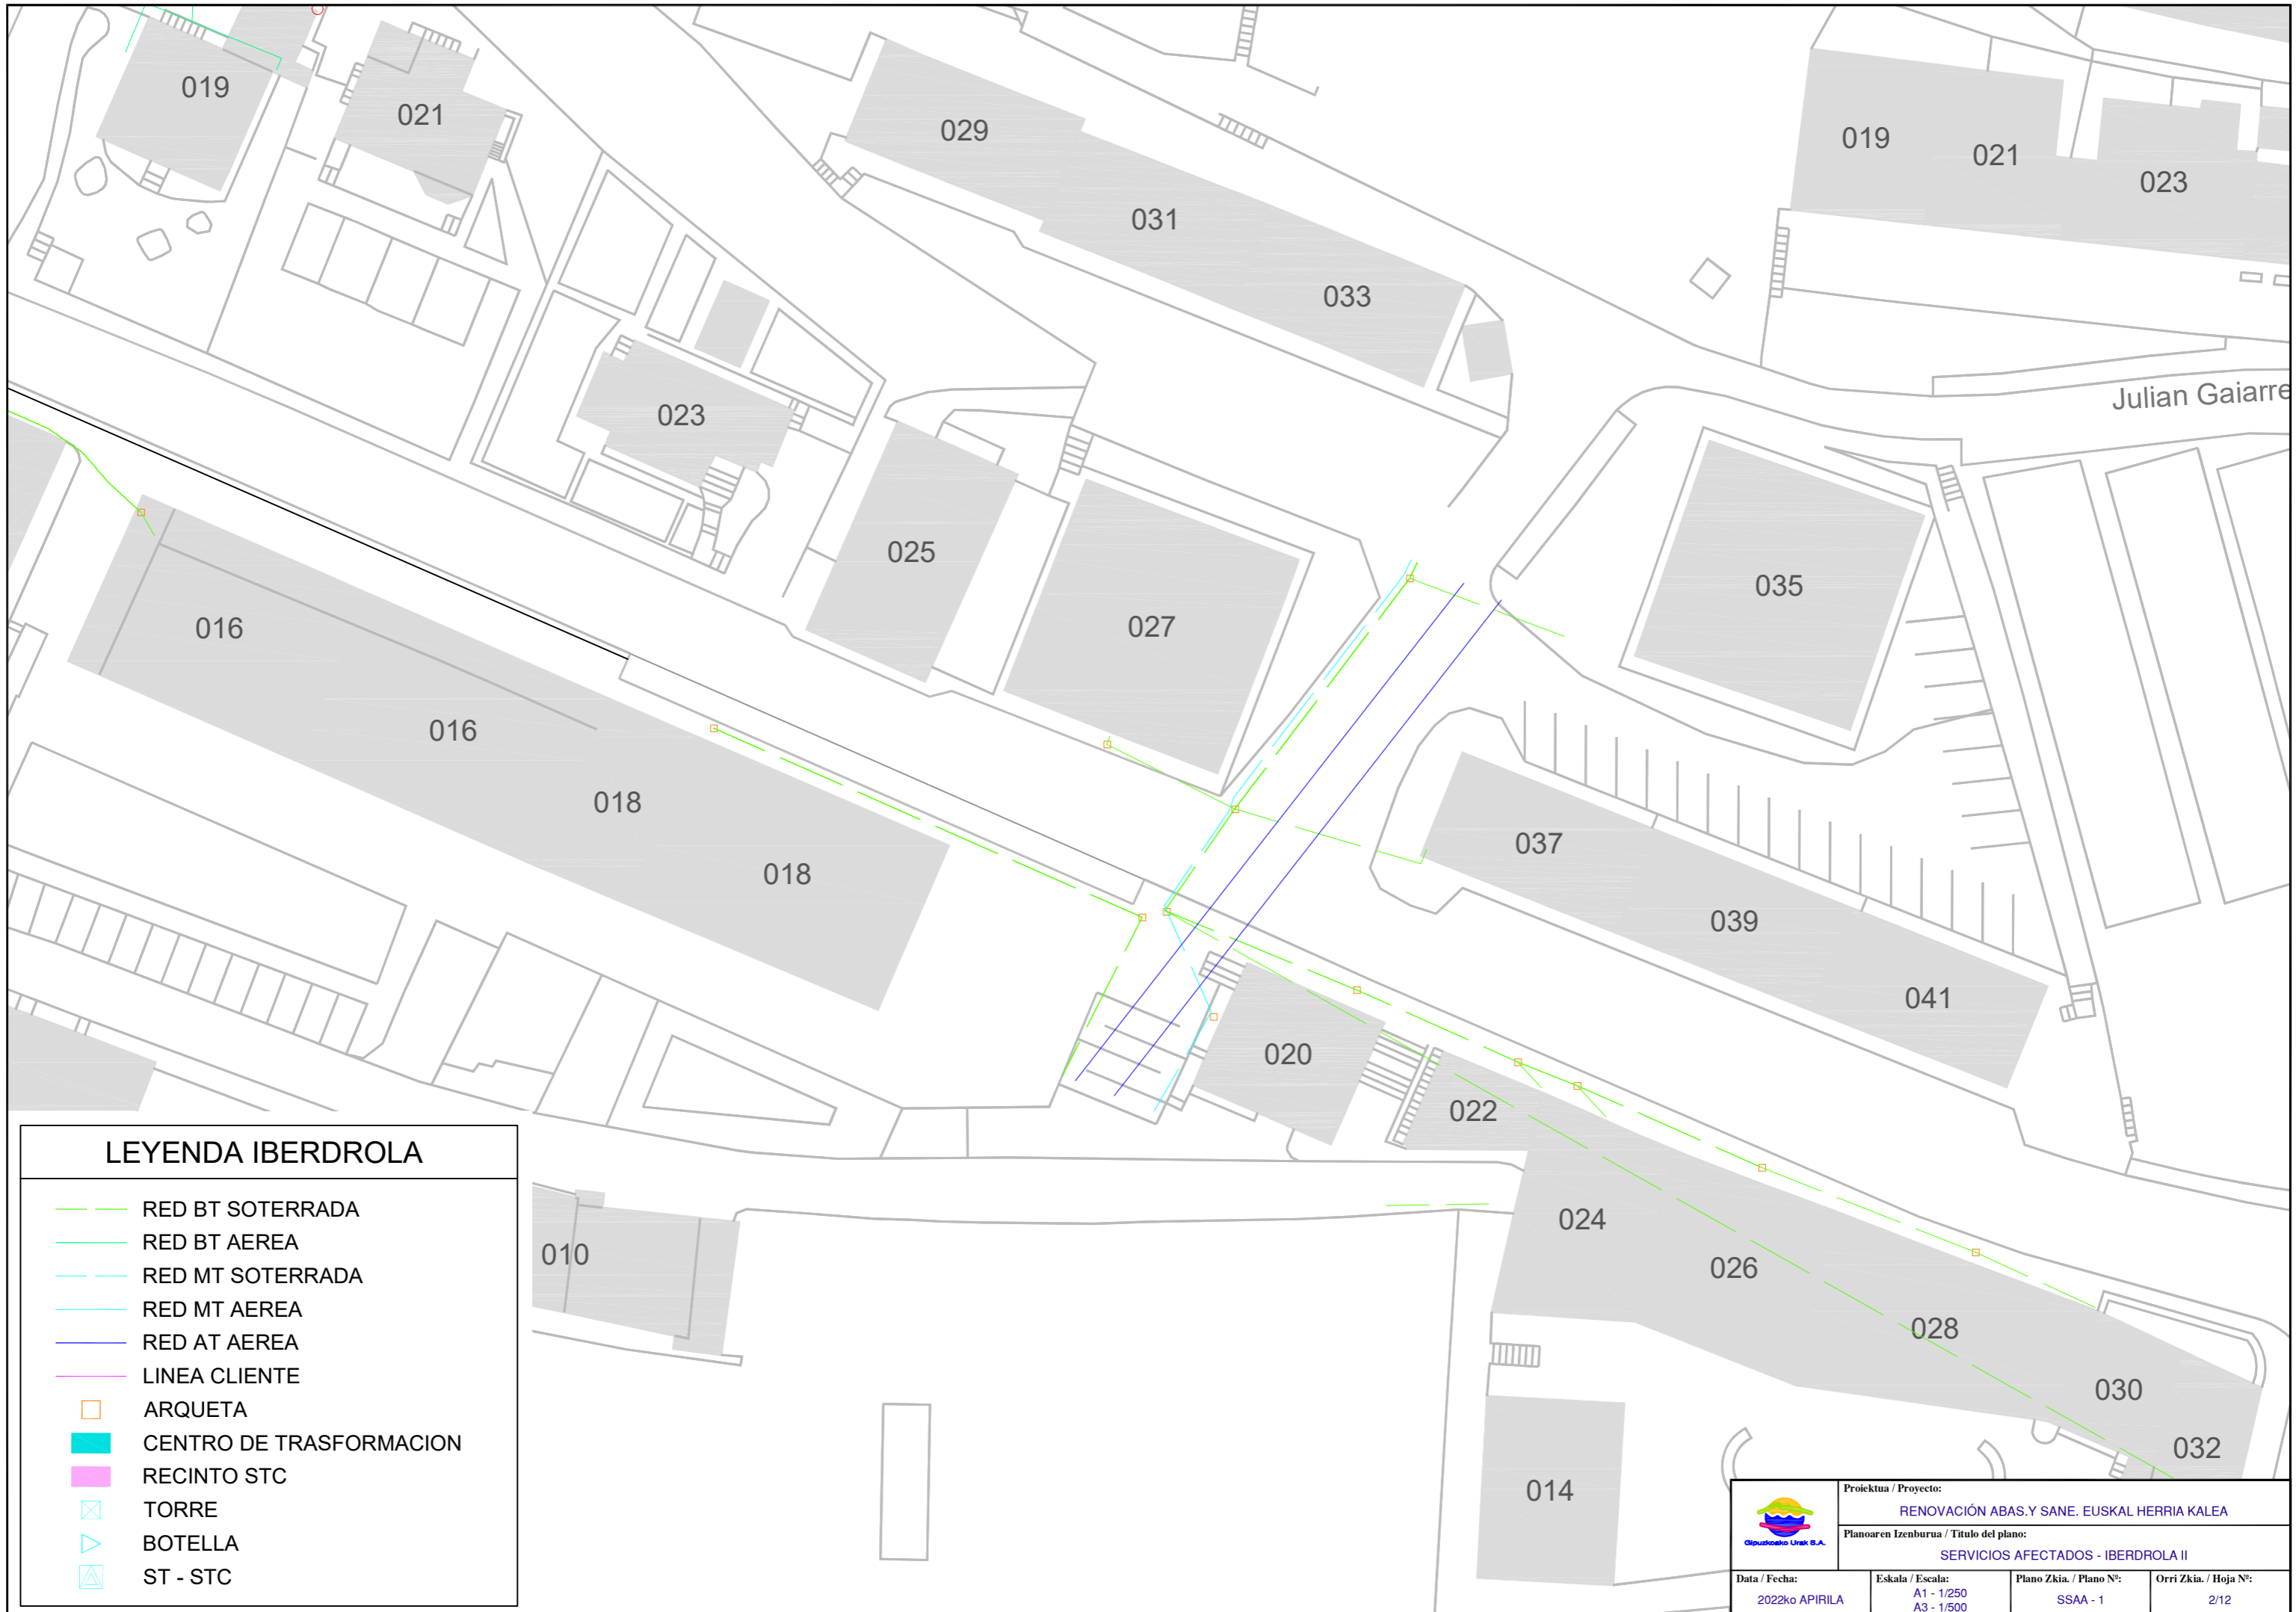 019
021
029
031
033
019
021
023
Julian Gaiarre
023
025
027
035
016
016
018
018
037
039
041
020
022
024
026
028
030
032
010
014
LEYENDA IBERDROLA
RED BT SOTERRADA
RED BT AEREA
RED MT SOTERRADA
RED MT AEREA
RED AT AEREA
LINEA CLIENTE
ARQUETA
CENTRO DE TRASFORMACION
RECINTO STC
TORRE
BOTELLA
ST - STC
Gipuzkoako Urak S.A.
Proiektua / Proyecto:
RENOVACIÓN ABAS.Y SANE. EUSKAL HERRIA KALEA
Planoaren Izenburua / Titulo del plano:
SERVICIOS AFECTADOS - IBERDROLA II
Data / Fecha:
2022ko APIRILA
Eskala / Escala:
A1 - 1/250
A3 - 1/500
Plano Zkia. / Plano Nº:
SSAA - 1
Orri Zkia. / Hoja Nº:
2/12